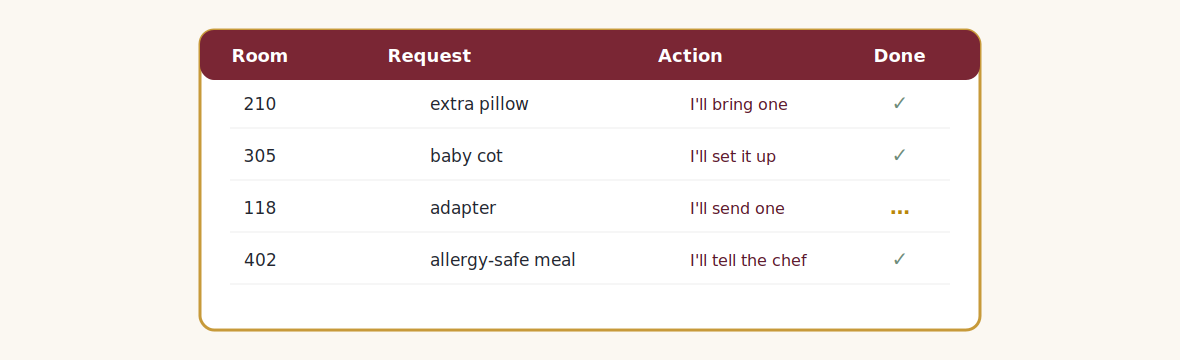 Room Request Action Done
210 extra pillow I'll bring one ✓
305 baby cot I'll set it up ✓
118 adapter I'll send one …
402 allergy-safe meal I'll tell the chef ✓